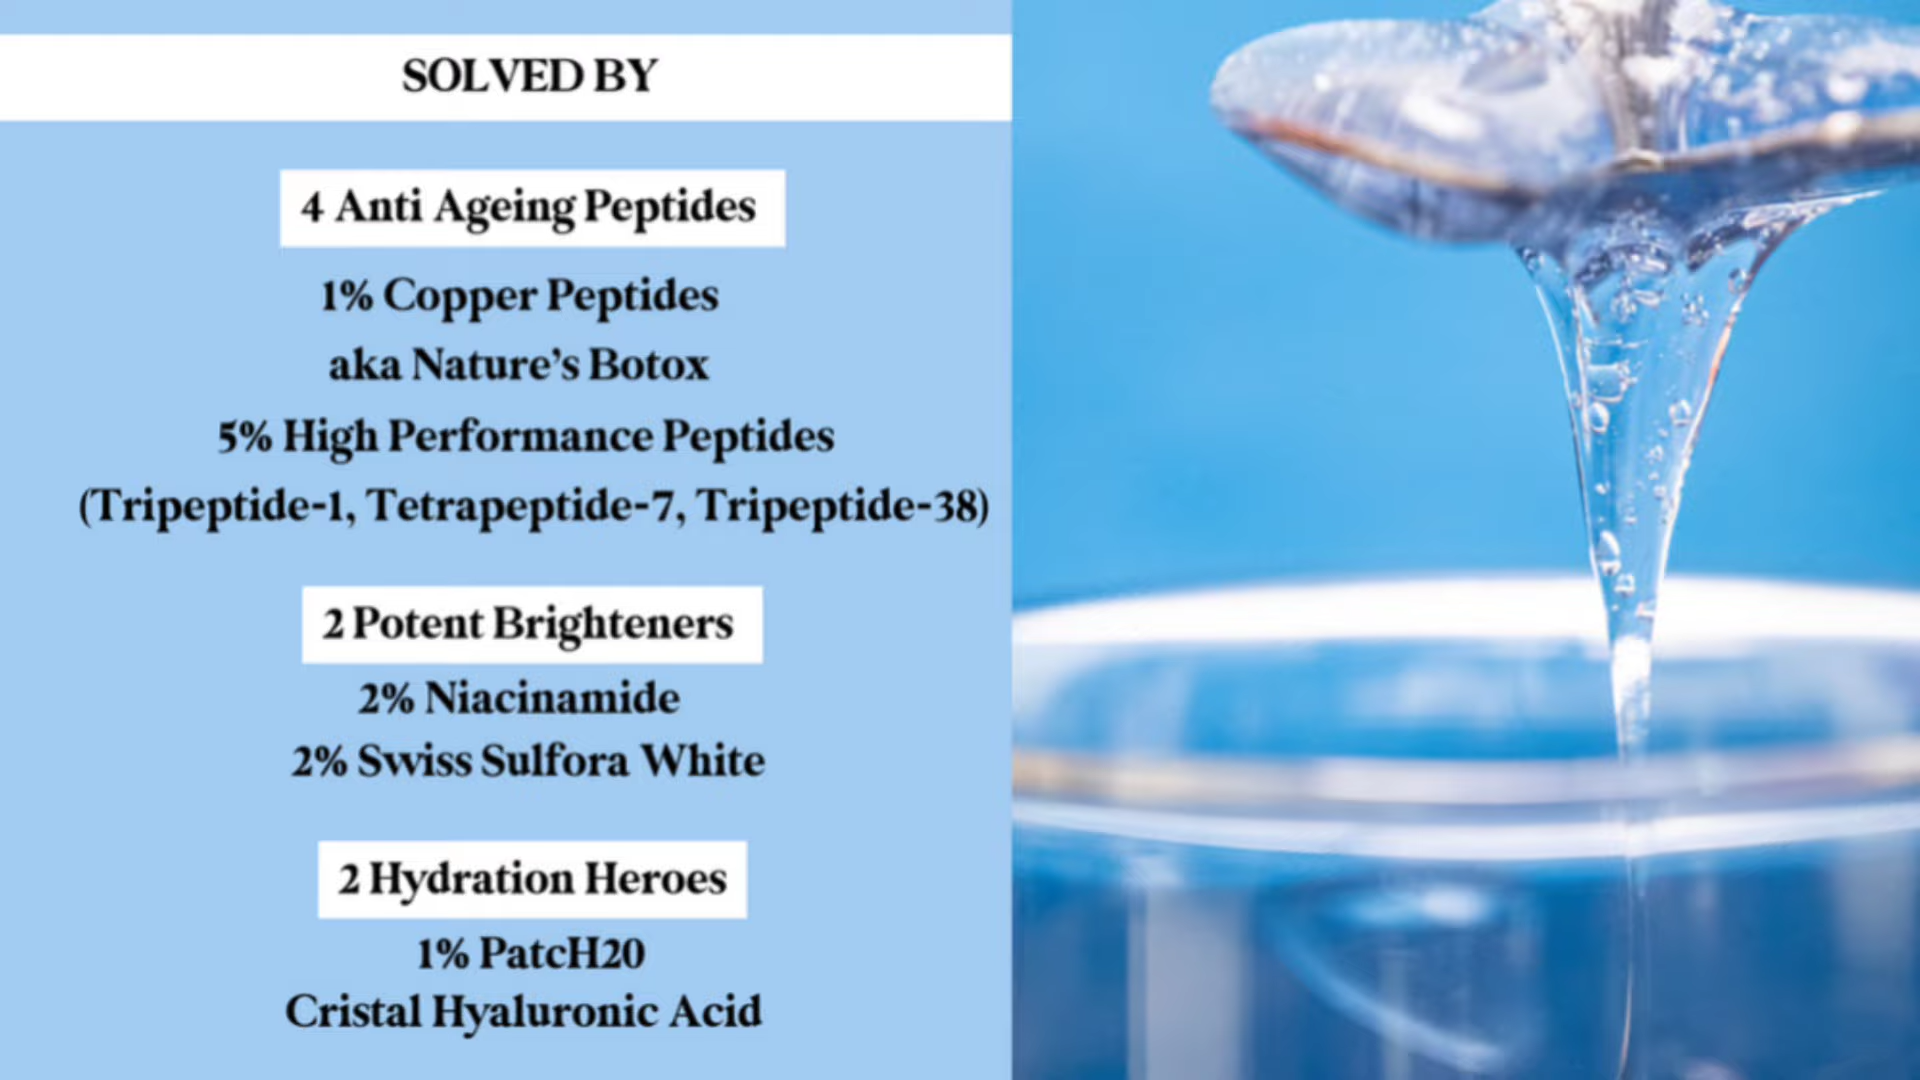 SOLVED BY
4 Anti Ageing Peptides
1% Copper Peptides
aka Nature's Botox
5% High Performance Peptides
(Tripeptide-1, Tetrapeptide-7, Tripeptide-38)
2 Potent Brighteners
2% Niacinamide
2% Swiss Sulfora White
2 Hydration Heroes
1% PatcH20
Cristal Hyaluronic Acid